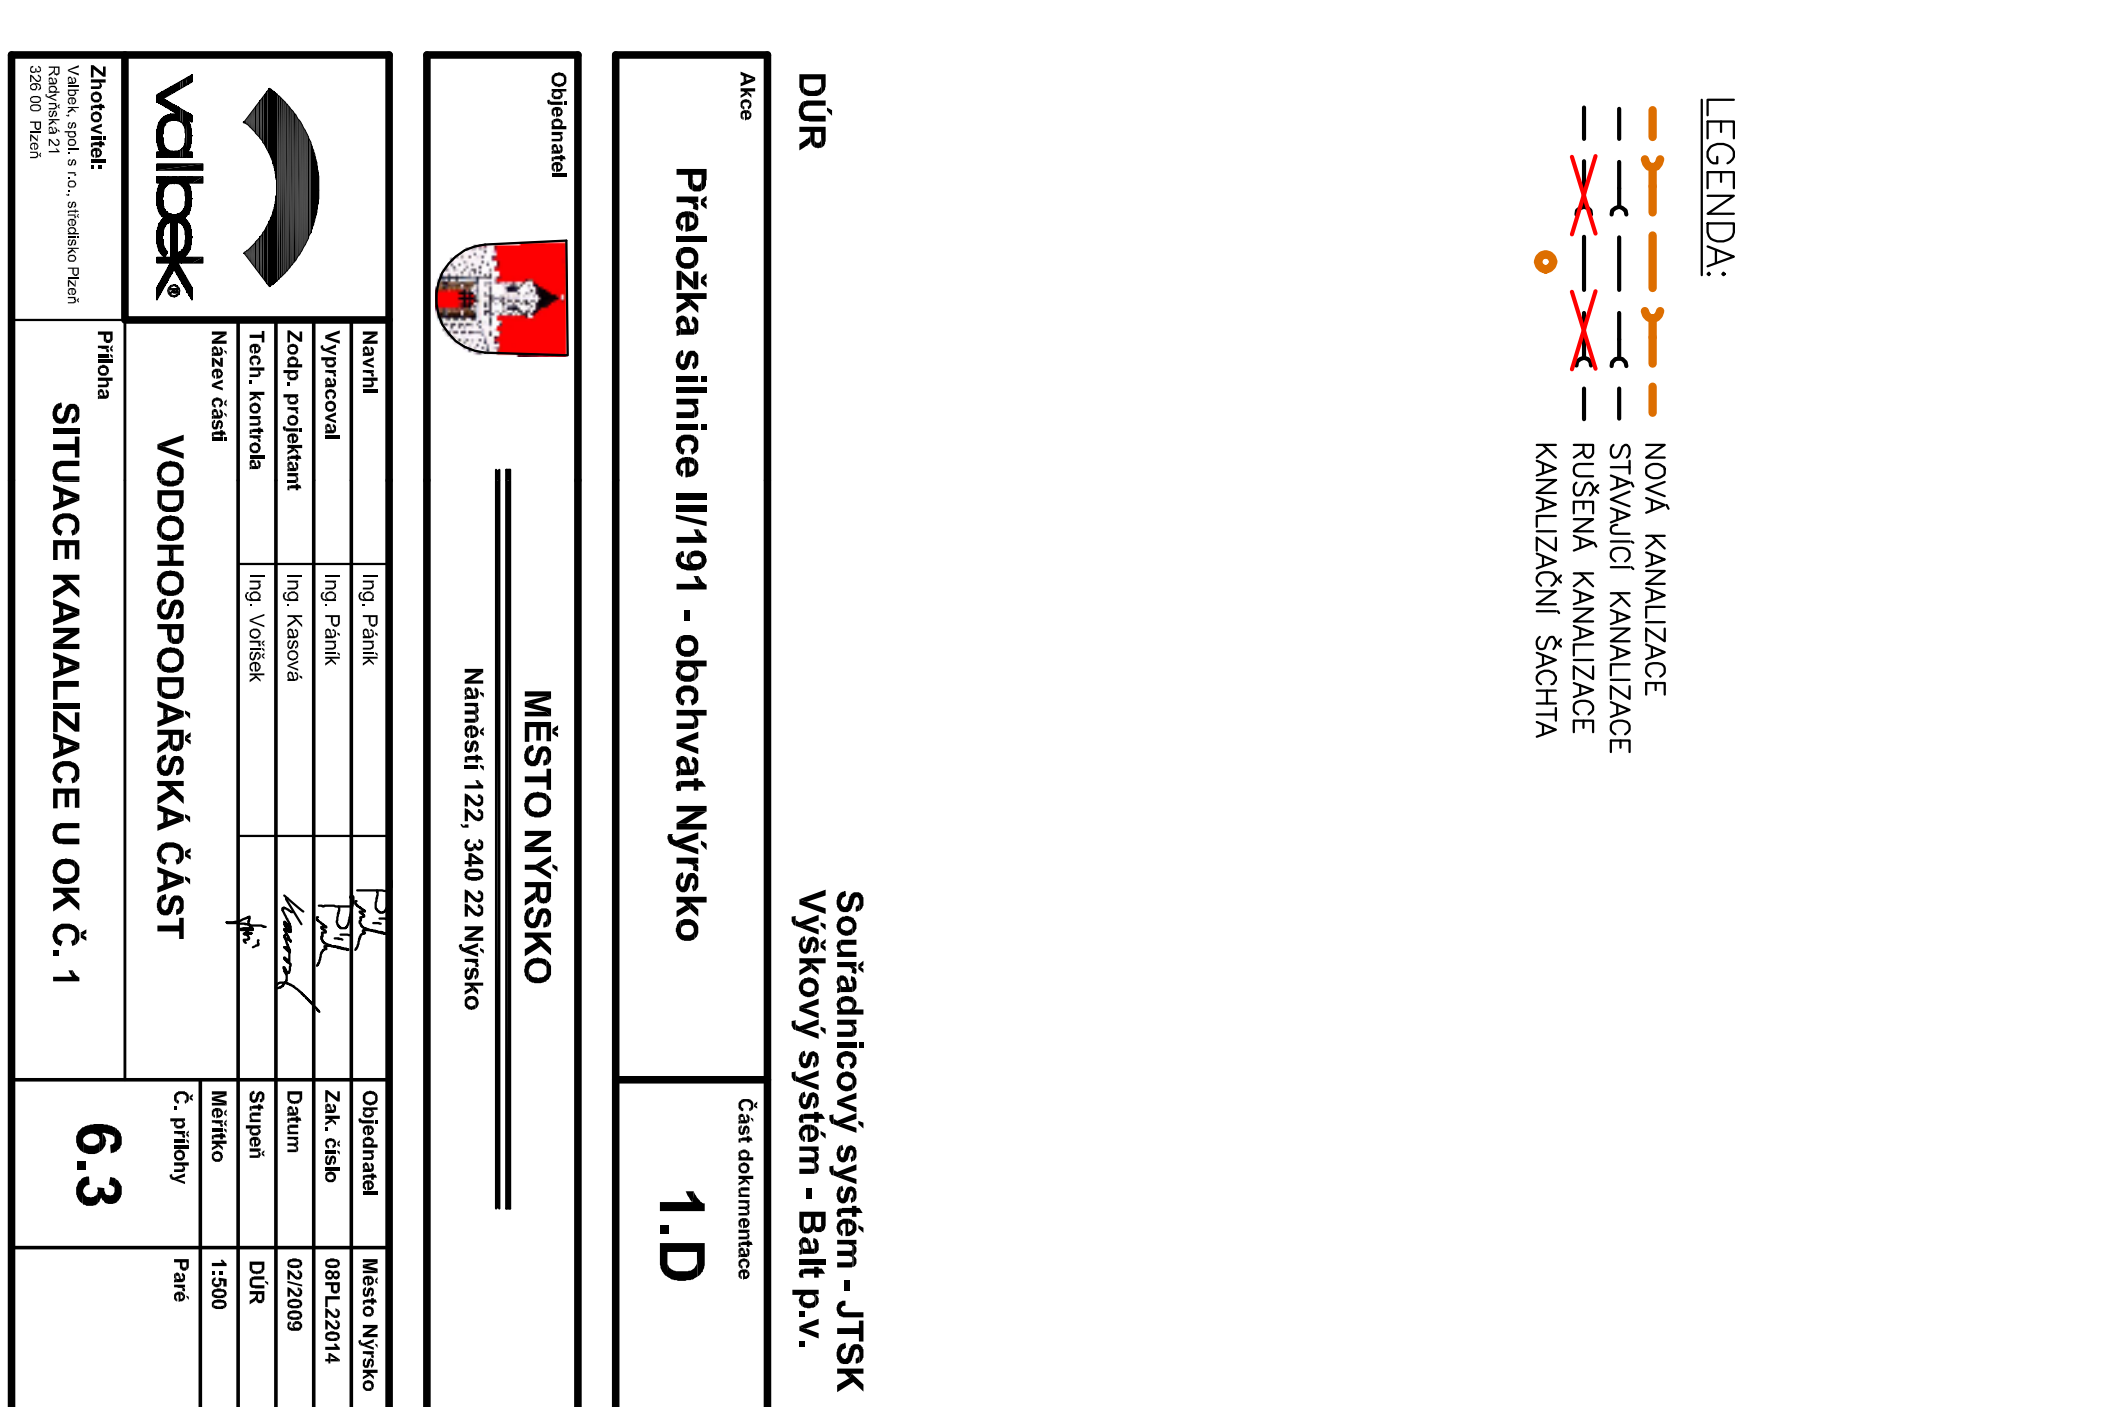 LEGENDA:
NOVÁ KANALIZACE
STÁVAJÍCÍ KANALIZACE
RUŠENÁ KANALIZACE
KANALIZAČNÍ ŠACHTA
Souřadnicový systém - JTSK
DÚR
Výškový systém - Balt p.v.
Akce
Část dokumentace
Přeložka silnice II/191 - obchvat Nýrsko
1.D
Objednatel
MĚSTO NÝRSKO
Náměstí 122, 340 22 Nýrsko
valbek®
Navrhl Ing. Páník Objednatel Město Nýrsko
Vypracoval Ing. Páník Zak. číslo 08PL22014
Zodp. projektant Ing. Kasová Datum 02/2009
Tech. kontrola Ing. Voříšek Stupeň DÚR
Název části Měřítko 1:500
VODOHOSPODÁŘSKÁ ČÁST
Č. přílohy Paré
Zhotovitel:
Valbek, spol. s r.o., středisko Plzeň
Radyňská 21
326 00 Plzeň
Příloha
SITUACE KANALIZACE U OK Č. 1
6.3